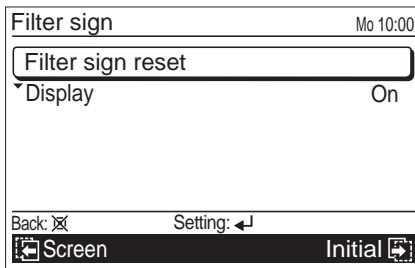 Filter sign Mo 10:00
Filter sign reset
Display On
Back: Setting:
Screen Initial